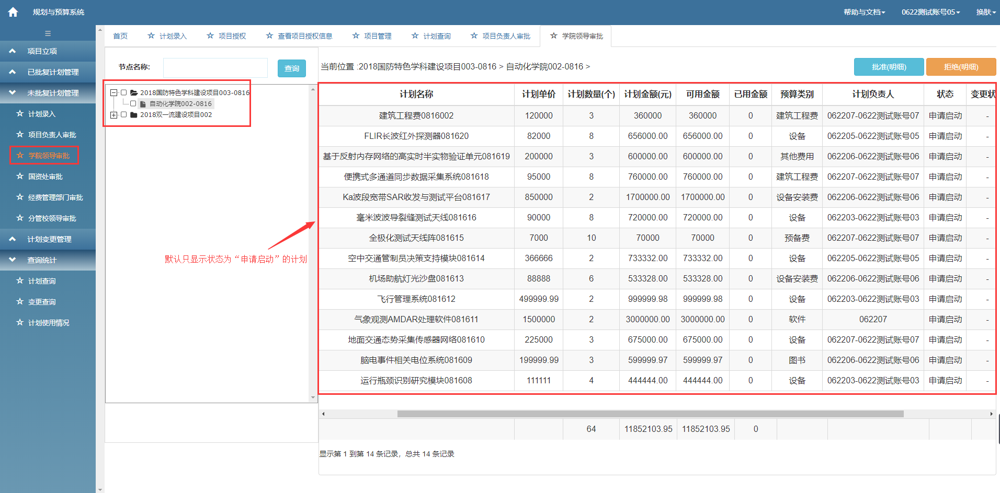 规划与预算系统
帮助与文档 0622测试账号05 换肤
首页 计划录入 项目授权 查看项目授权信息 项目管理 计划查询 项目负责人审批 学院领导审批
项目立项
已批复计划管理
未批复计划管理
计划录入
项目负责人审批
学院领导审批
国资处审批
经费管理部门审批
分管校领导审批
计划变更管理
查询统计
计划查询
变更查询
计划使用情况
节点名称: 查询
2018国防特色学科建设项目003-0816
自动化学院002-0816
2018双一流建设项目002
默认只显示状态为“申请启动”的计划
当前位置 :2018国防特色学科建设项目003-0816 > 自动化学院002-0816 >
批准(明细) 拒绝(明细)
计划名称 计划单价 计划数量(个) 计划金额(元) 可用金额 已用金额 预算类别 计划负责人 状态 变更状
建筑工程费0816002 120000 3 360000 360000 0 建筑工程费 062207-0622测试账号07 申请启动 -
FLIR长波红外探测器081620 82000 8 656000.00 656000.00 0 设备 062205-0622测试账号05 申请启动 -
基于反射内存网络的高实时半实物验证单元081619 200000 3 600000.00 600000.00 0 其他费用 062206-0622测试账号06 申请启动 -
便携式多通道同步数据采集系统081618 95000 8 760000.00 760000.00 0 建筑工程费 062207-0622测试账号07 申请启动 -
Ka波段宽带SAR收发与测试平台081617 850000 2 1700000.00 1700000.00 0 设备安装费 062206-0622测试账号06 申请启动 -
毫米波波导裂缝测试天线081616 90000 8 720000.00 720000.00 0 设备 062203-0622测试账号03 申请启动 -
全极化测试天线阵081615 7000 10 70000 70000 0 预备费 062207-0622测试账号07 申请启动 -
空中交通管制员决策支持模块081614 366666 2 733332.00 733332.00 0 设备 062205-0622测试账号05 申请启动 -
机场助航灯光沙盘081613 88888 6 533328.00 533328.00 0 设备安装费 062206-0622测试账号06 申请启动 -
飞行管理系统081612 499999.99 2 999999.98 999999.98 0 设备 062203-0622测试账号03 申请启动 -
气象观测AMDAR处理软件081611 1500000 2 3000000.00 3000000.00 0 软件 062207 申请启动 -
地面交通态势采集传感器网络081610 225000 3 675000.00 675000.00 0 设备 062207-0622测试账号07 申请启动 -
脑电事件相关电位系统081609 199999.99 3 599999.97 599999.97 0 图书 062206-0622测试账号06 申请启动 -
运行瓶颈识别研究模块081608 111111 4 444444.00 444444.00 0 设备 062203-0622测试账号03 申请启动 -
64 11852103.95 11852103.95 0
显示第 1 到第 14 条记录，总共 14 条记录